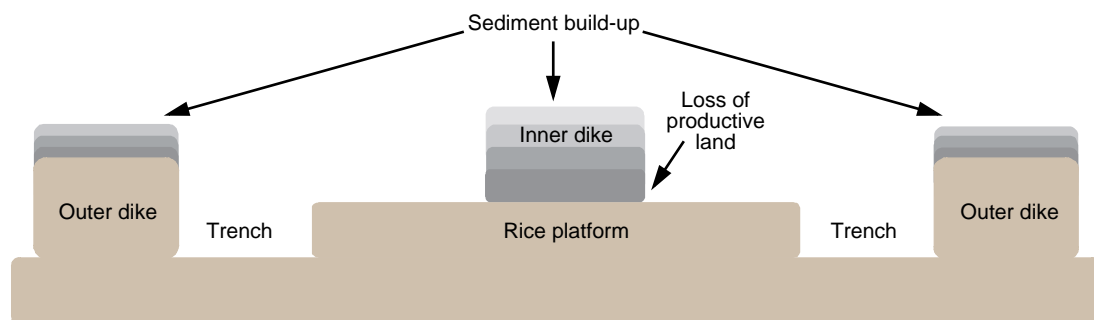 Sediment build-up
Loss of
productive
land
Inner dike
Outer dike
Trench
Rice platform
Trench
Outer dike